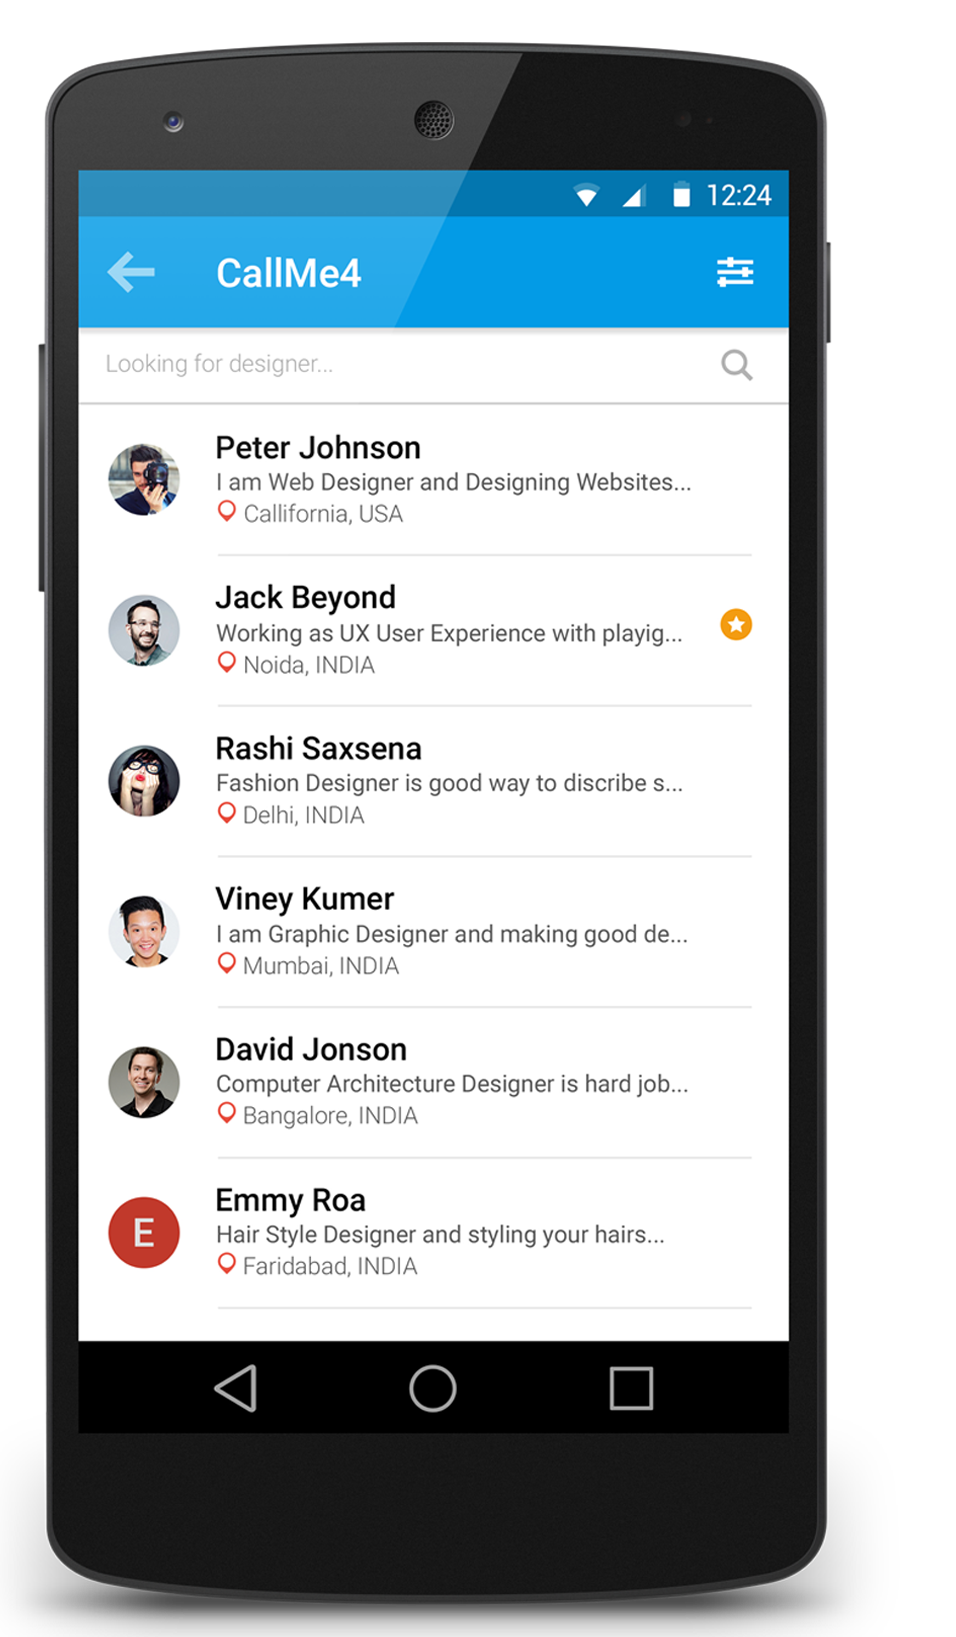 12:24
CallMe4
Looking for designer...
Peter Johnson
I am Web Designer and Designing Websites...
Callifornia, USA
Jack Beyond
Working as UX User Experience with playig...
Noida, INDIA
Rashi Saxsena
Fashion Designer is good way to discribe s...
Delhi, INDIA
Viney Kumer
I am Graphic Designer and making good de...
Mumbai, INDIA
David Jonson
Computer Architecture Designer is hard job...
Bangalore, INDIA
E
Emmy Roa
Hair Style Designer and styling your hairs...
Faridabad, INDIA